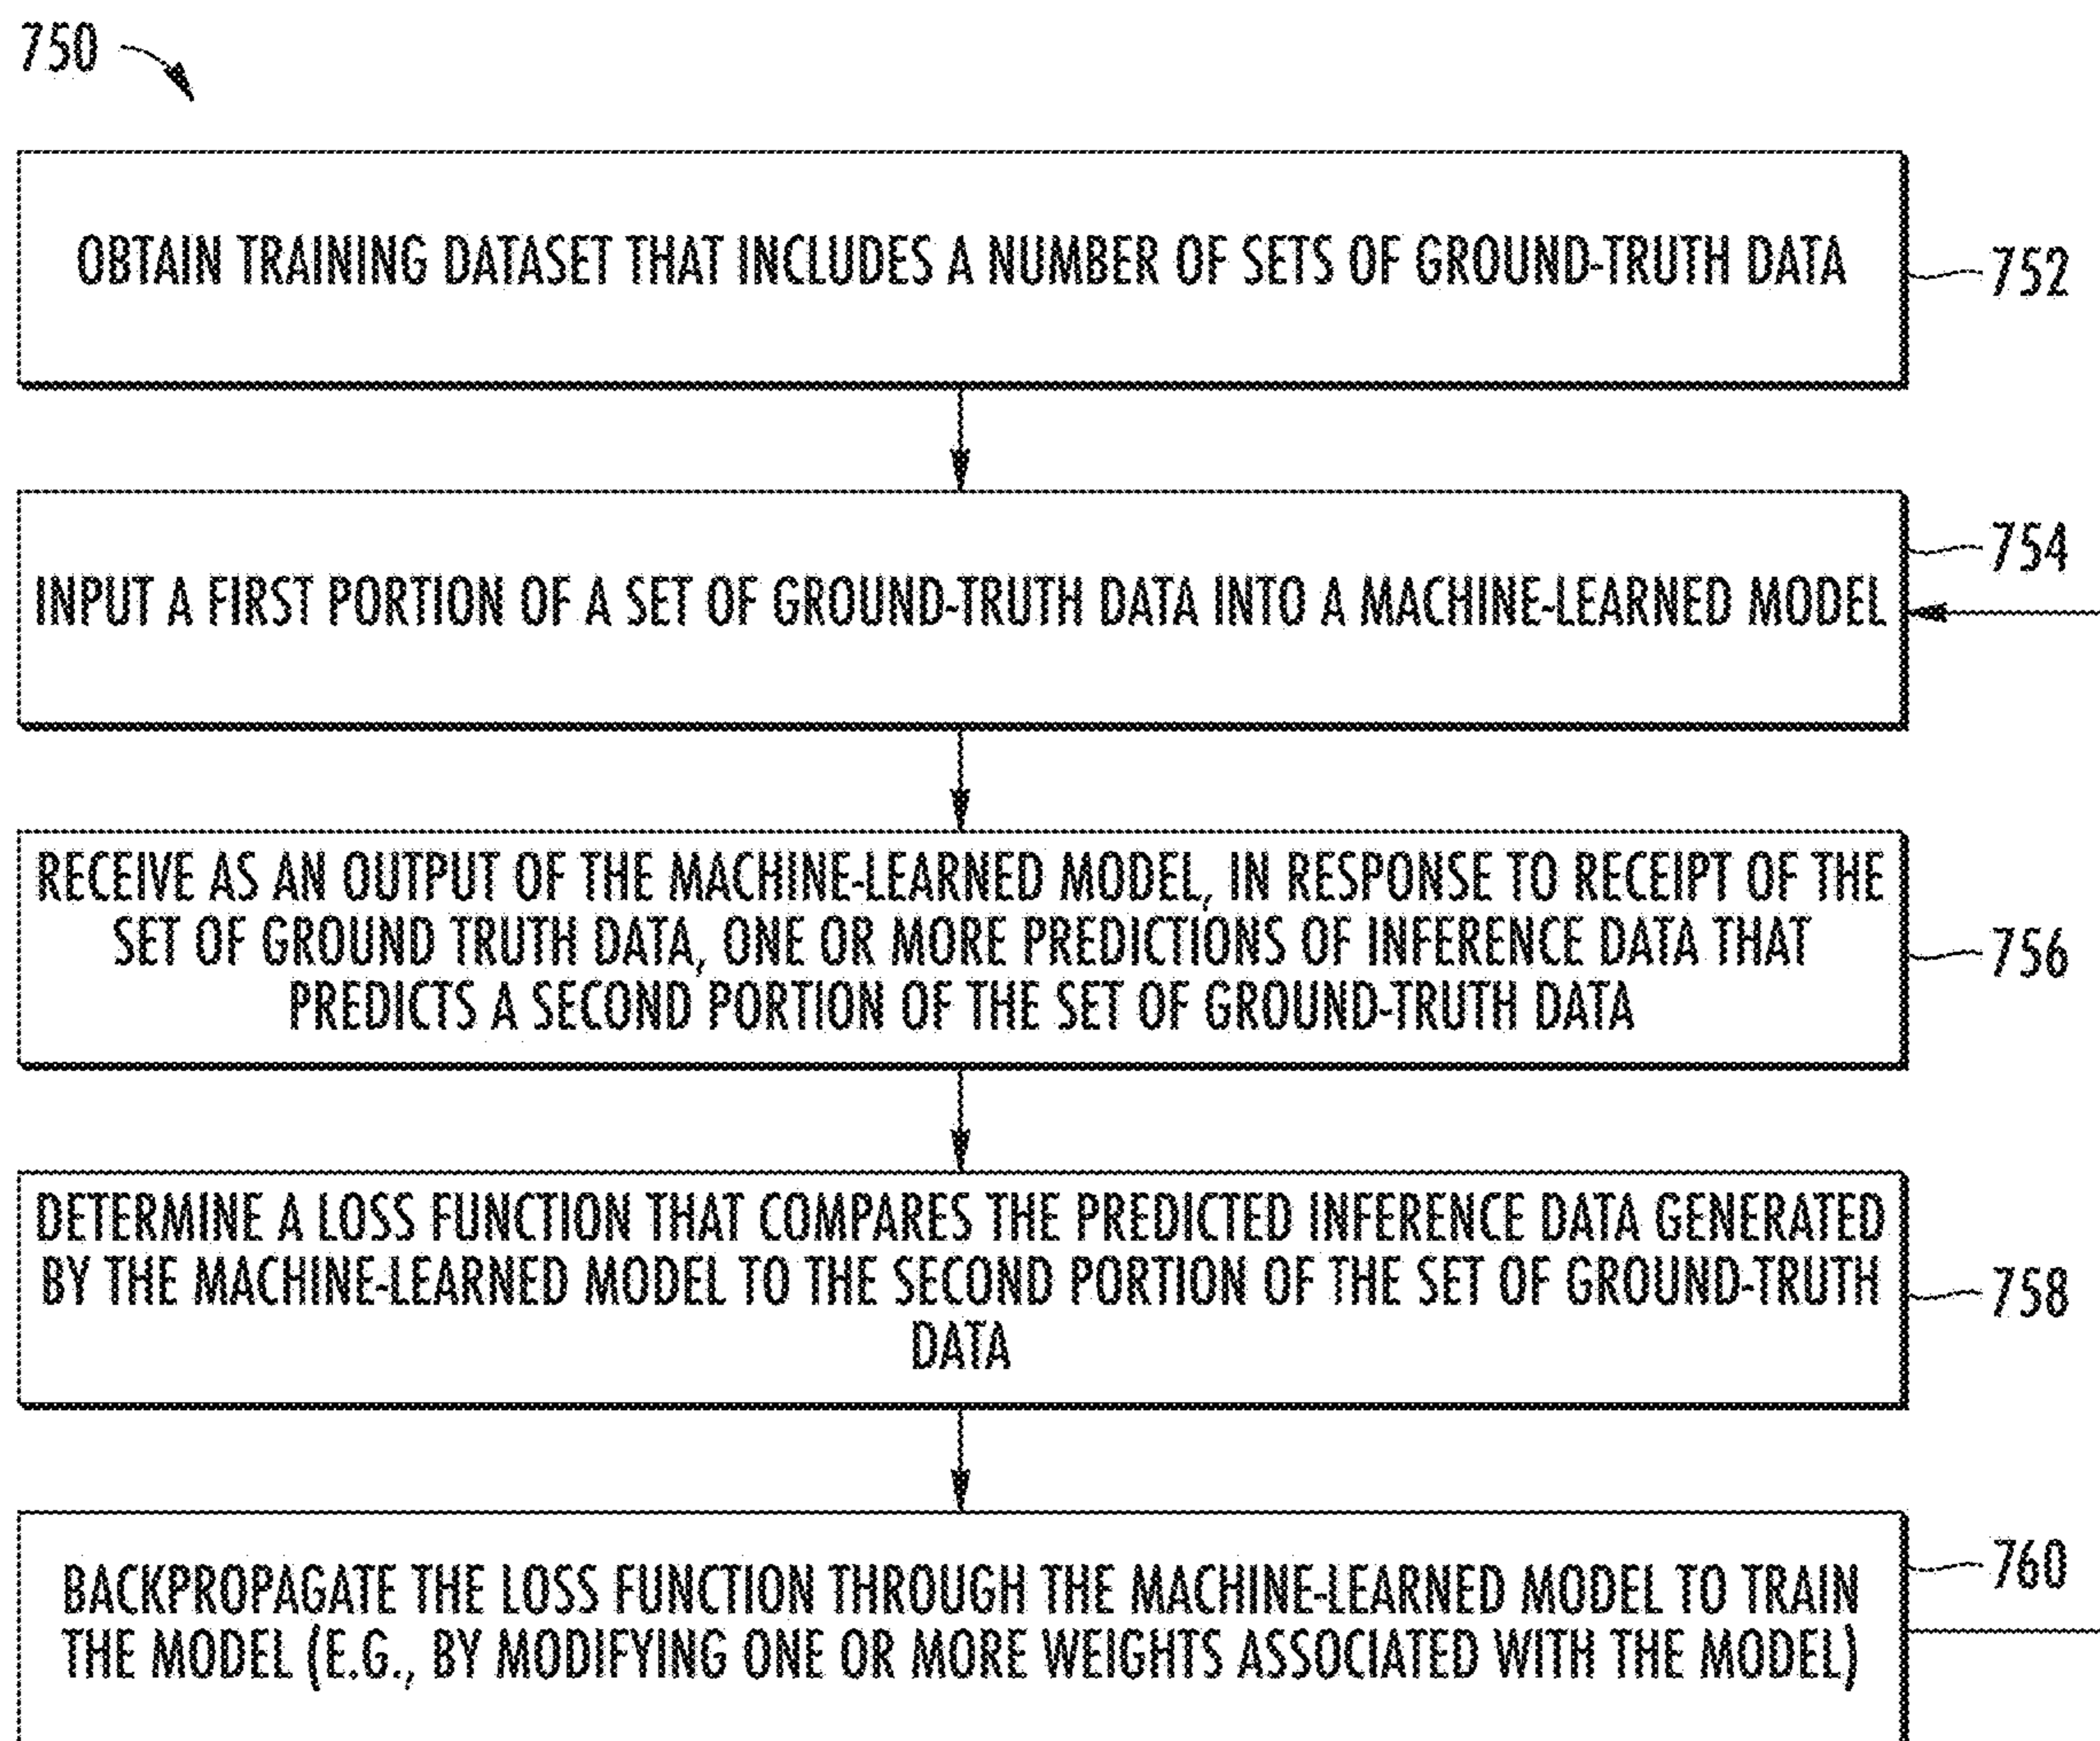 750
OBTAIN TRAINING DATASET THAT INCLUDES A NUMBER OF SETS OF GROUND-TRUTH DATA
752
754
INPUT A FIRST PORTION OF A SET OF GROUND-TRUTH DATA INTO A MACHINE-LEARNED MODEL
RECEIVE AS AN OUTPUT OF THE MACHINE-LEARNED MODEL, IN RESPONSE TO RECEIPT OF THE
SET OF GROUND TRUTH DATA, ONE OR MORE PREDICTIONS OF INFERENCE DATA THAT
PREDICTS A SECOND PORTION OF THE SET OF GROUND-TRUTH DATA
756
DETERMINE A LOSS FUNCTION THAT COMPARES THE PREDICTED INFERENCE DATA GENERATED
BY THE MACHINE-LEARNED MODEL TO THE SECOND PORTION OF THE SET OF GROUND-TRUTH
DATA
758
760
BACKPROPAGATE THE LOSS FUNCTION THROUGH THE MACHINE-LEARNED MODEL TO TRAIN
THE MODEL (E.G., BY MODIFYING ONE OR MORE WEIGHTS ASSOCIATED WITH THE MODEL)